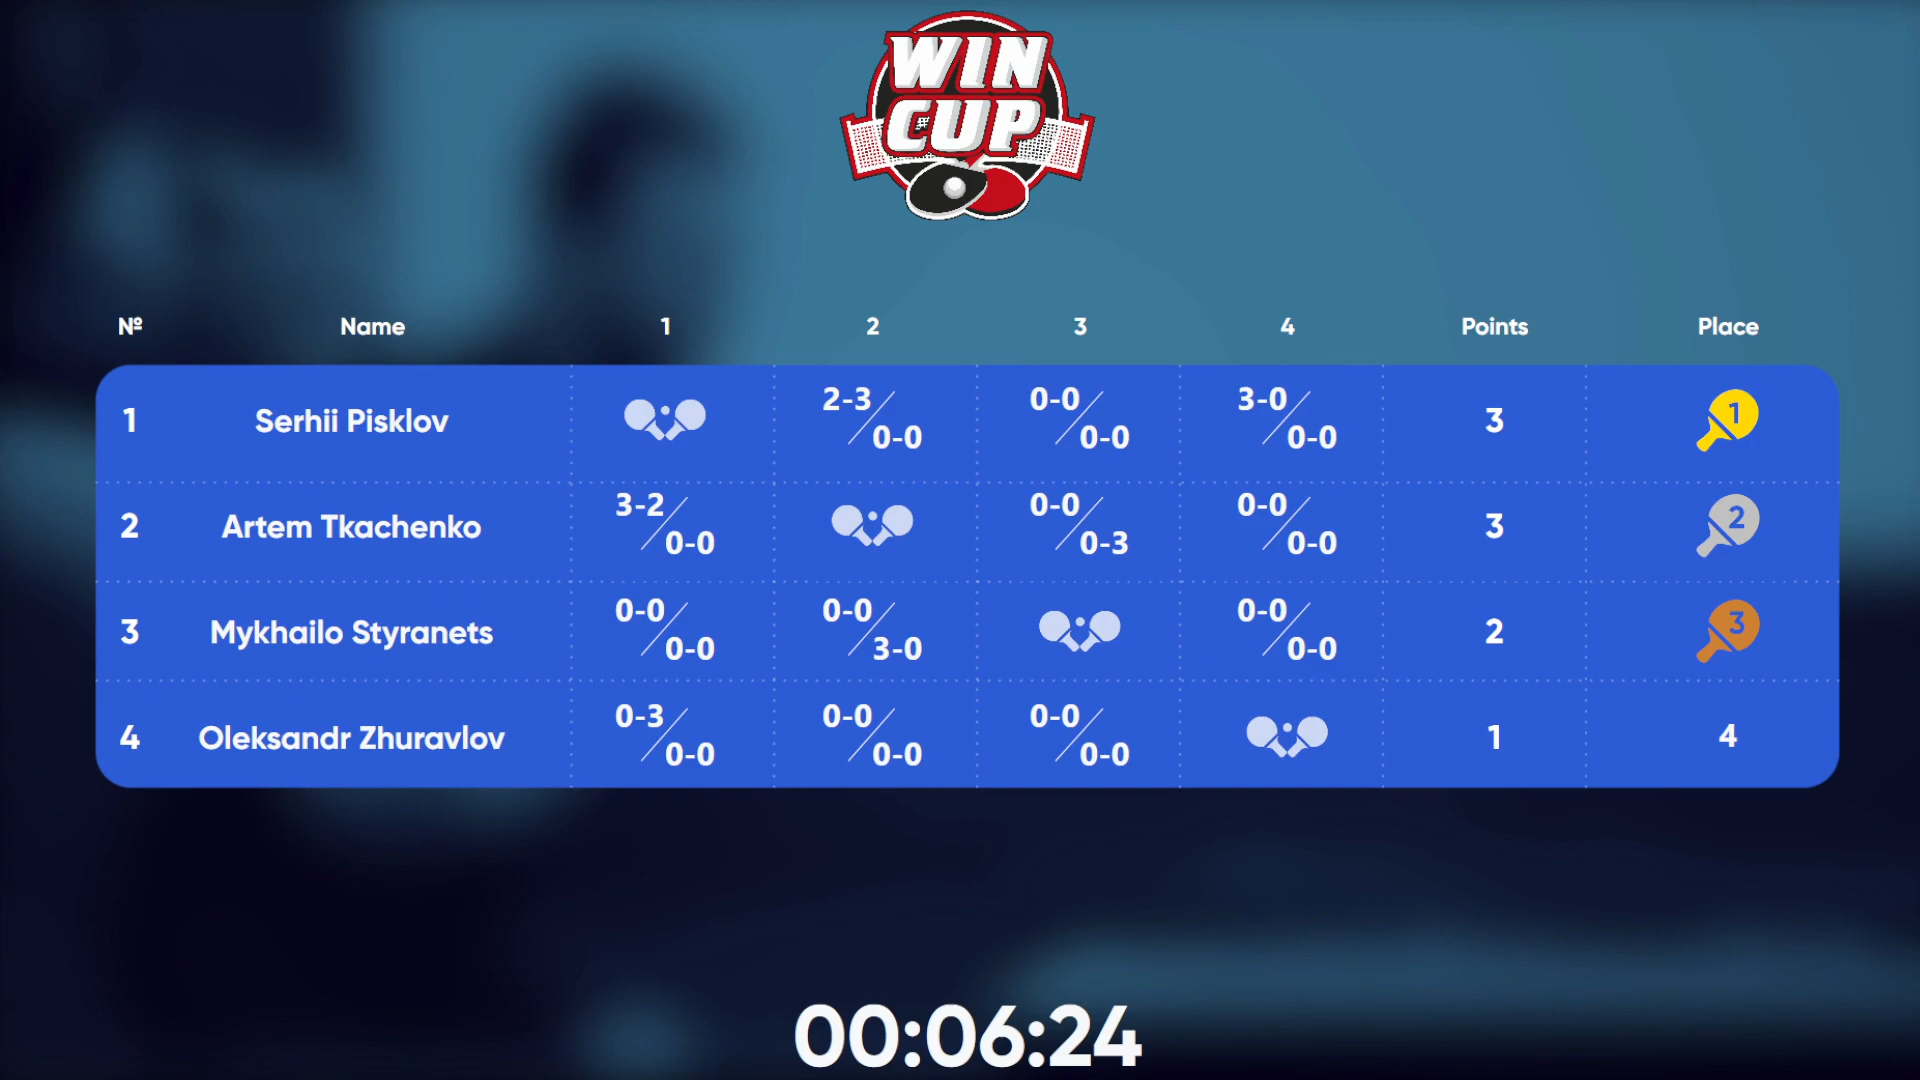 WIN
CUP
Nº Name 1 2 3 4 Points Place
1 Serhii Pisklov 2-3/0-0 0-0/0-0 3-0/0-0 3 1
2 Artem Tkachenko 3-2/0-0 0-0/0-3 0-0/0-0 3 2
3 Mykhailo Styranets 0-0/0-0 0-0/3-0 0-0/0-0 2 3
4 Oleksandr Zhuravlov 0-3/0-0 0-0/0-0 0-0/0-0 1 4
00:06:24